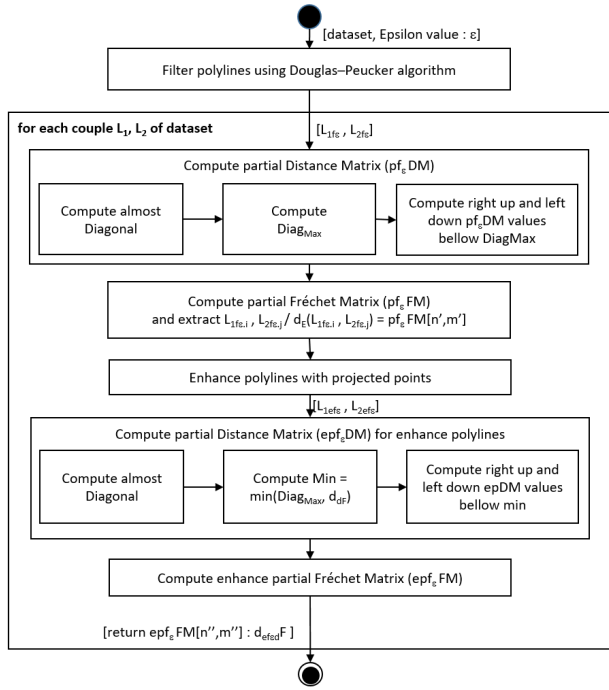 [dataset, Epsilon value : ε]
Filter polylines using Douglas–Peucker algorithm
for each couple L₁, L₂ of dataset
[L₁fε , L₂fε]
Compute partial Distance Matrix (pfε DM)
Compute almost
Diagonal
Compute
DiagMax
Compute right up and left
down pfεDM values
bellow DiagMax
Compute partial Fréchet Matrix (pfε FM)
and extract L₁fε.i , L₂fε.j / dE(L₁fε.i , L₂fε.j) = pfε FM[n’,m’]
Enhance polylines with projected points
[L₁efε , L₂efε]
Compute partial Distance Matrix (epfεDM) for enhance polylines
Compute almost
Diagonal
Compute Min =
min(DiagMax, ddF)
Compute right up and
left down epDM values
bellow min
Compute enhance partial Fréchet Matrix (epfε FM)
[return epfε FM[n’’,m’’] : defεdF ]